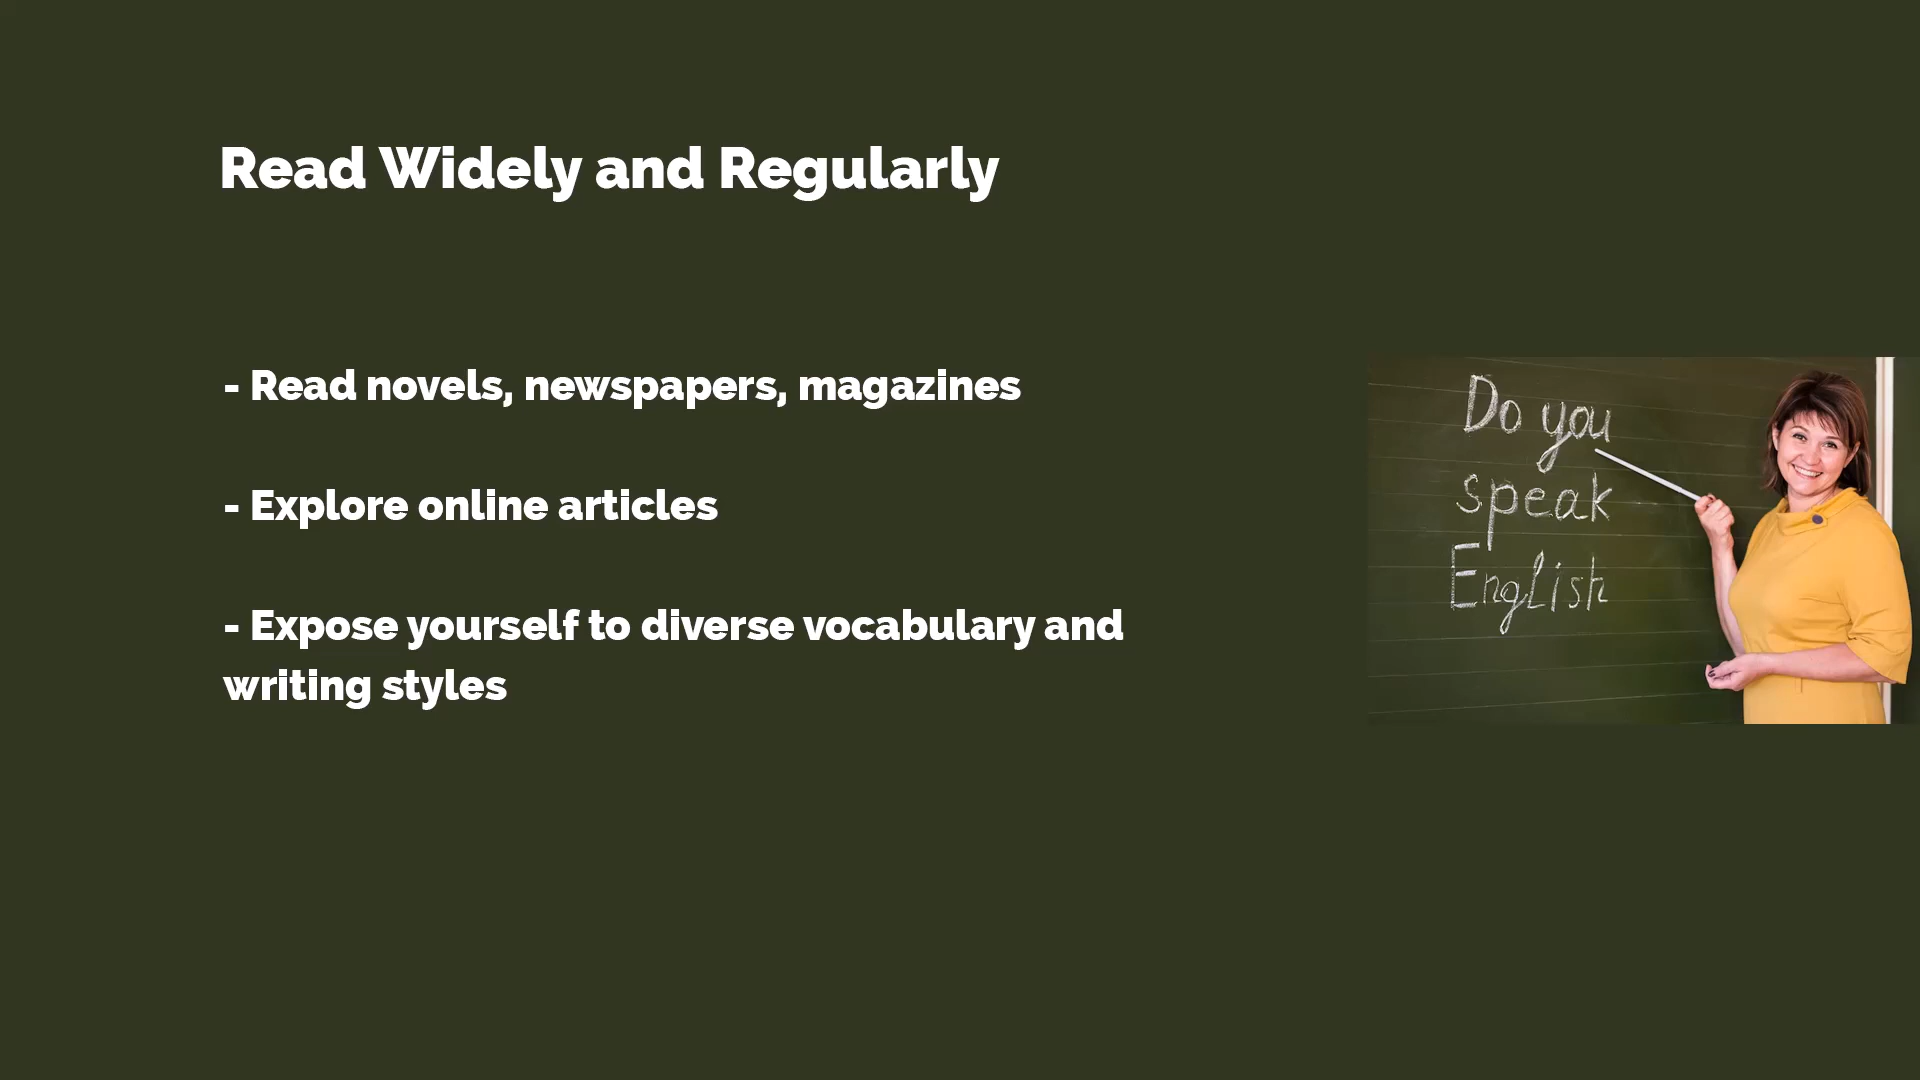 Read Widely and Regularly
- Read novels, newspapers, magazines
- Explore online articles
- Expose yourself to diverse vocabulary and
writing styles
Do you
speak
English